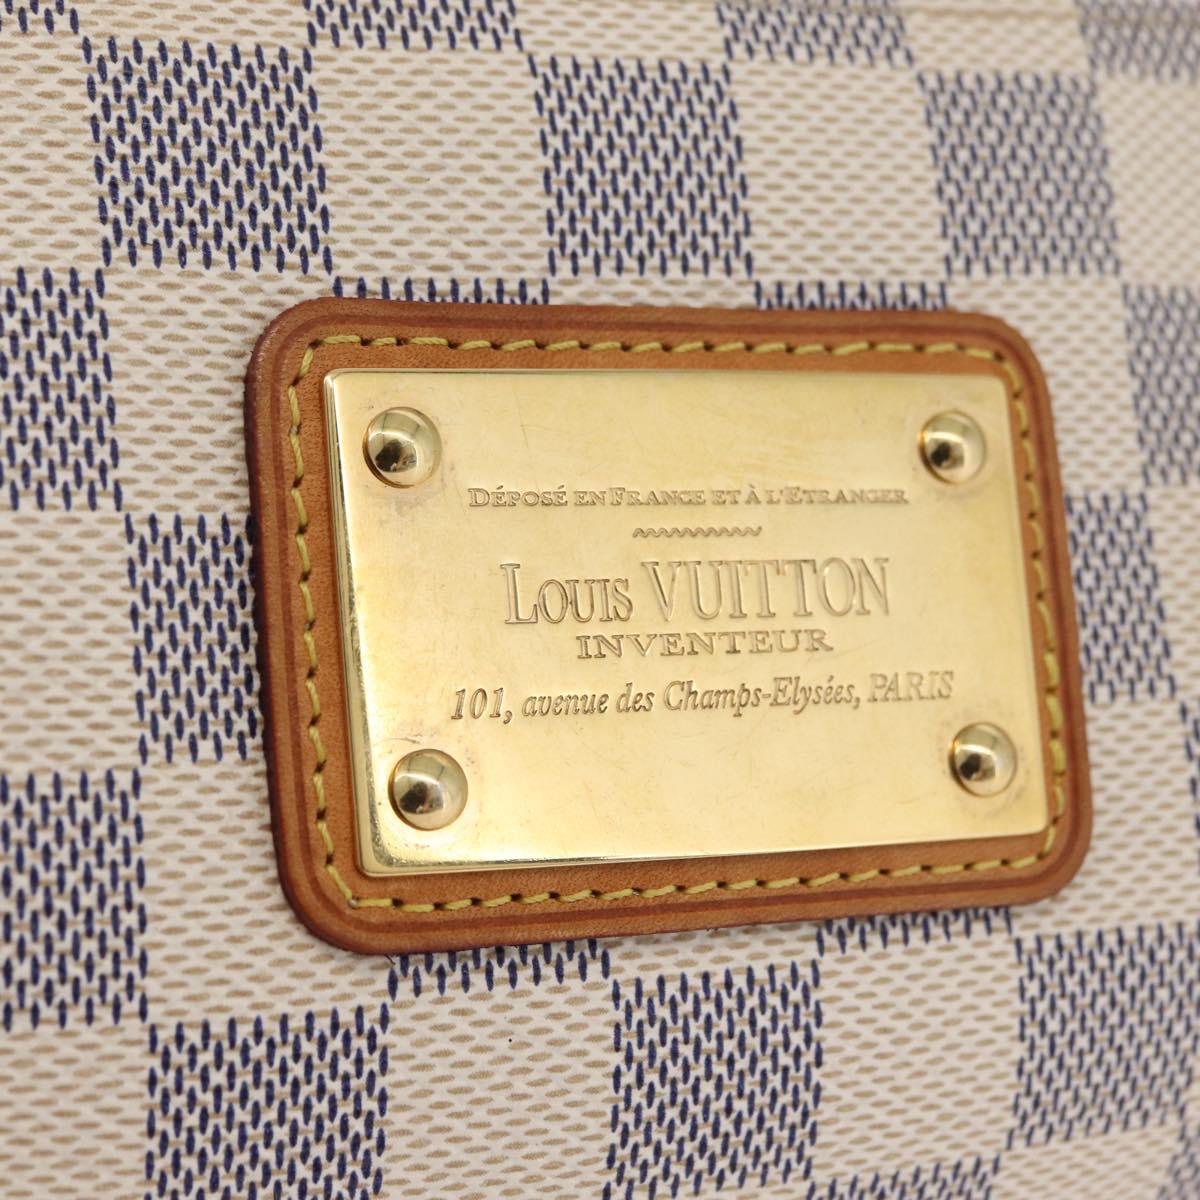 DÉPOSÉ EN FRANCE ET À L'ETRANGER
LOUIS VUITTON
INVENTEUR
101, avenue des Champs-Elysées, PARIS